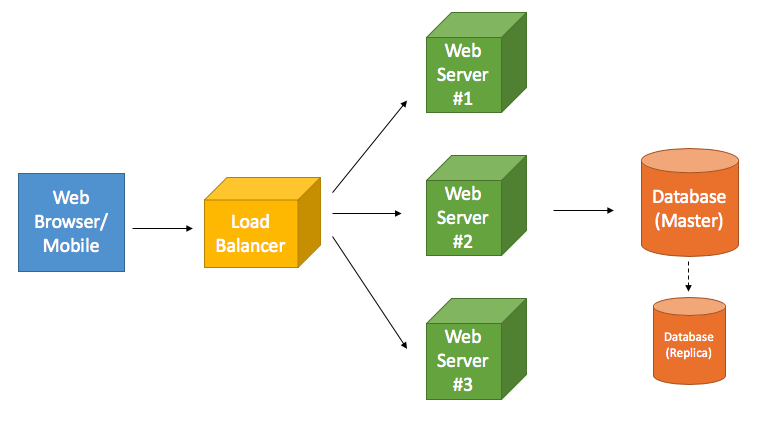 Web
Browser/
Mobile
Load
Balancer
Web
Server
#1
Web
Server
#2
Web
Server
#3
Database
(Master)
Database
(Replica)